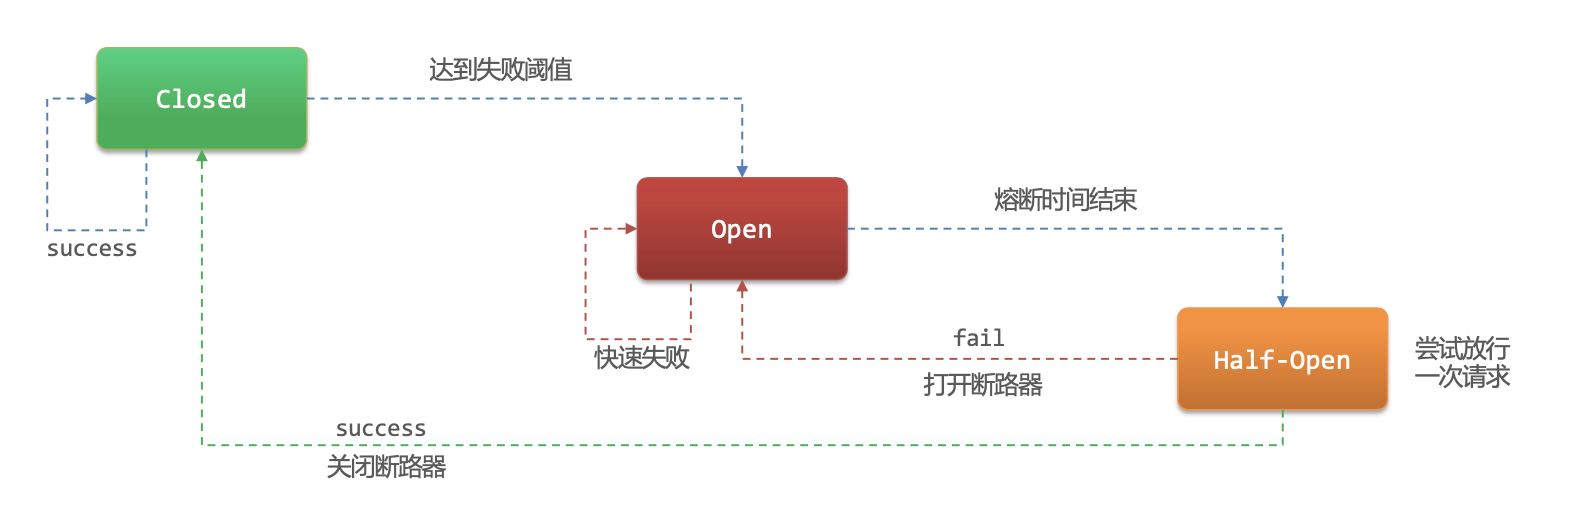 达到失败阈值
Closed
熔断时间结束
Open
success
fail
尝试放行
一次请求
Half-Open
快速失败
打开断路器
success
关闭断路器